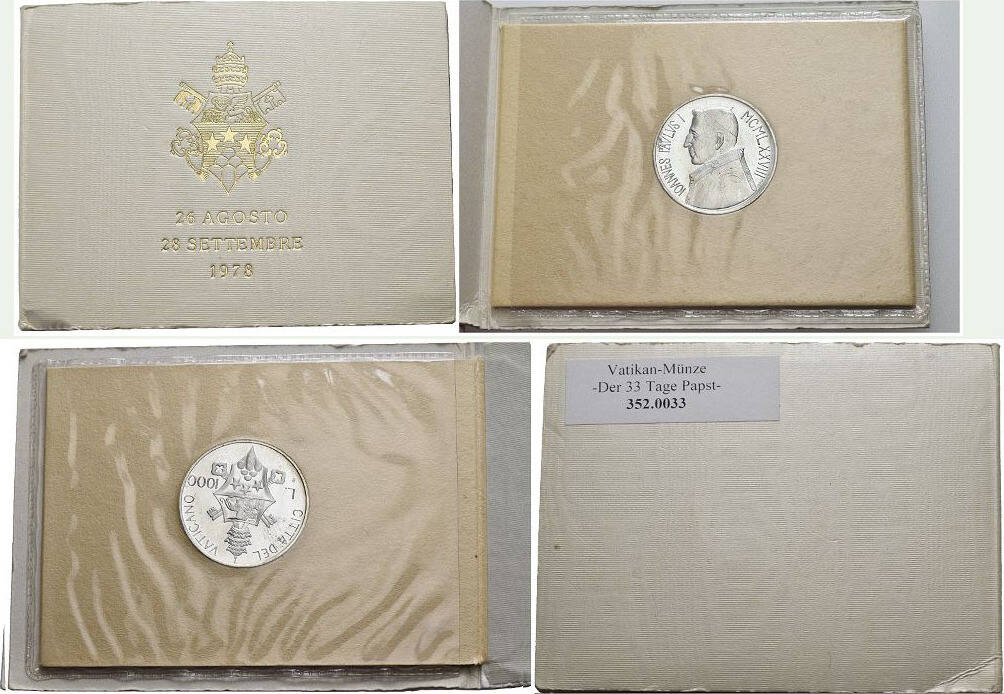 26 AGOSTO
28 SETTEMBRE
1978
IOANNES PAVLVS I MCMLXXVIII
CITTÀ DEL VATICANO
L. 1000
Vatikan-Münze
-Der 33 Tage Papst-
352.0033